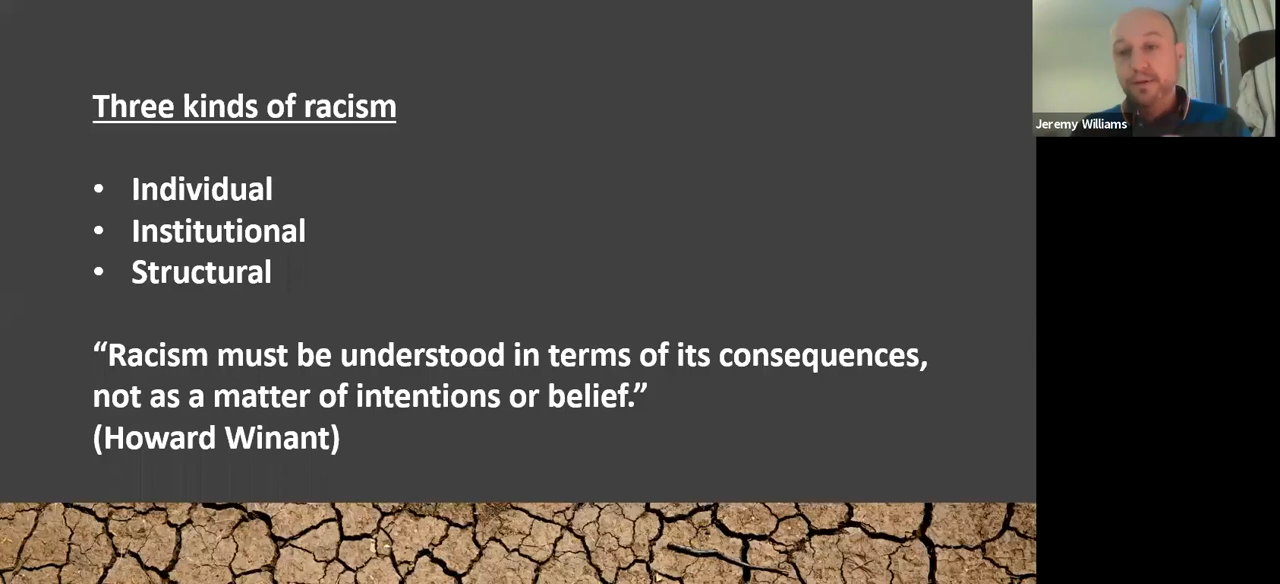 Three kinds of racism
• Individual
• Institutional
• Structural
“Racism must be understood in terms of its consequences,
not as a matter of intentions or belief.”
(Howard Winant)
Jeremy Williams